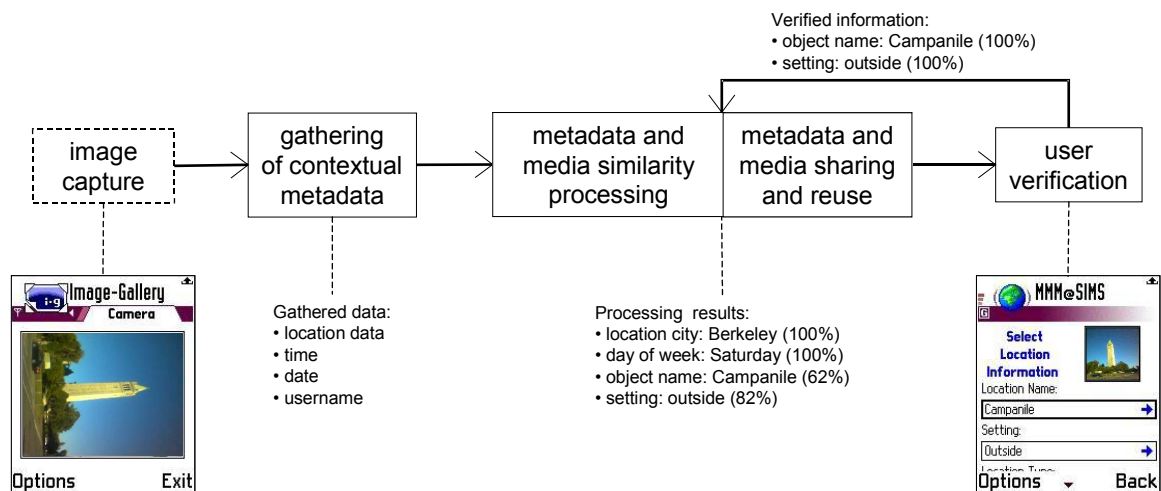 Verified information:
• object name: Campanile (100%)
• setting: outside (100%)
image
capture
gathering
of contextual
metadata
metadata and
media similarity
processing
metadata and
media sharing
and reuse
user
verification
i-g
Image-Gallery
Camera
Options Exit
Gathered data:
• location data
• time
• date
• username
Processing results:
• location city: Berkeley (100%)
• day of week: Saturday (100%)
• object name: Campanile (62%)
• setting: outside (82%)
MMM@SIMS
G
Select
Location
Information
Location Name:
Campanile
Setting:
Outside
Location Type:
Options Back